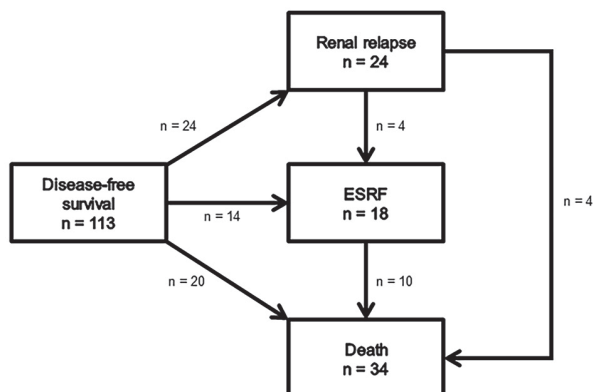 Renal relapse
n = 24
n = 24
n = 4
Disease-free
survival
n = 113
ESRF
n = 18
n = 14
n = 4
n = 20
n = 10
Death
n = 34